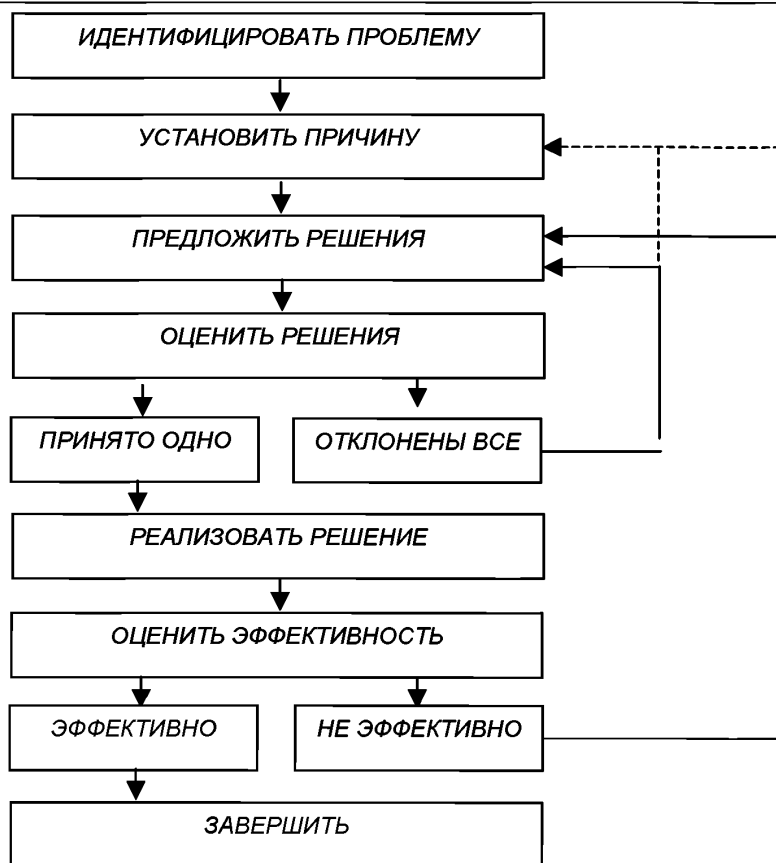 ИДЕНТИФИЦИРОВАТЬ ПРОБЛЕМУ
УСТАНОВИТЬ ПРИЧИНУ
ПРЕДЛОЖИТЬ РЕШЕНИЯ
ОЦЕНИТЬ РЕШЕНИЯ
ПРИНЯТО ОДНО
ОТКЛОНЕНЫ ВСЕ
РЕАЛИЗОВАТЬ РЕШЕНИЕ
ОЦЕНИТЬ ЭФФЕКТИВНОСТЬ
ЭФФЕКТИВНО
НЕ ЭФФЕКТИВНО
ЗАВЕРШИТЬ